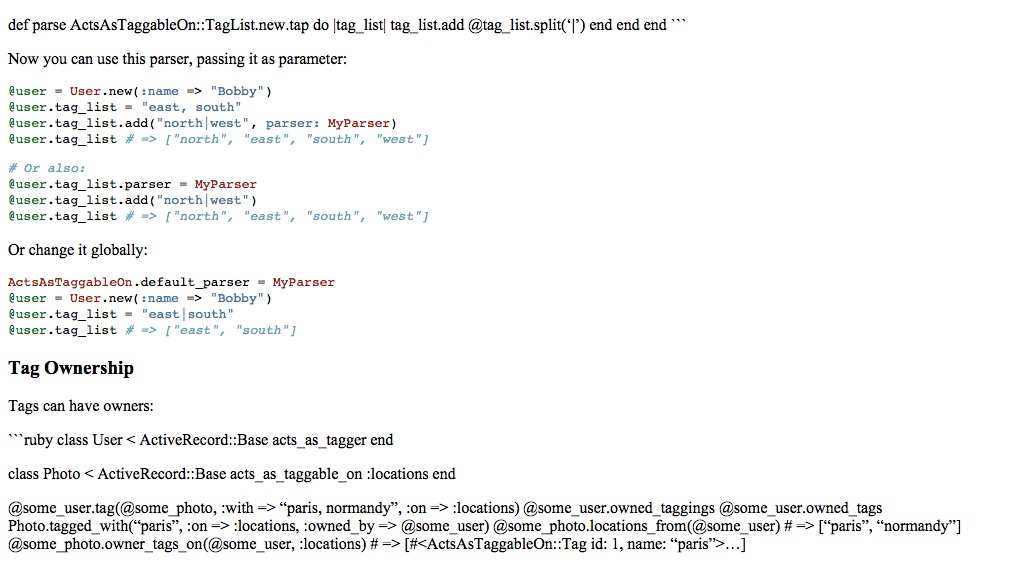 def parse ActsAsTaggableOn::TagList.new.tap do |tag_list| tag_list.add @tag_list.split(‘|’) end end end ```
Now you can use this parser, passing it as parameter:
@user = User.new(:name => "Bobby")
@user.tag_list = "east, south"
@user.tag_list.add("north|west", parser: MyParser)
@user.tag_list # => ["north", "east", "south", "west"]
# Or also:
@user.tag_list.parser = MyParser
@user.tag_list.add("north|west")
@user.tag_list # => ["north", "east", "south", "west"]
Or change it globally:
ActsAsTaggableOn.default_parser = MyParser
@user = User.new(:name => "Bobby")
@user.tag_list = "east|south"
@user.tag_list # => ["east", "south"]
Tag Ownership
Tags can have owners:
```ruby class User < ActiveRecord::Base acts_as_tagger end
class Photo < ActiveRecord::Base acts_as_taggable_on :locations end
@some_user.tag(@some_photo, :with => “paris, normandy”, :on => :locations) @some_user.owned_taggings @some_user.owned_tags
Photo.tagged_with(“paris”, :on => :locations, :owned_by => @some_user) @some_photo.locations_from(@some_user) # => [“paris”, “normandy”]
@some_photo.owner_tags_on(@some_user, :locations) # => [#<ActsAsTaggableOn::Tag id: 1, name: “paris”>...]